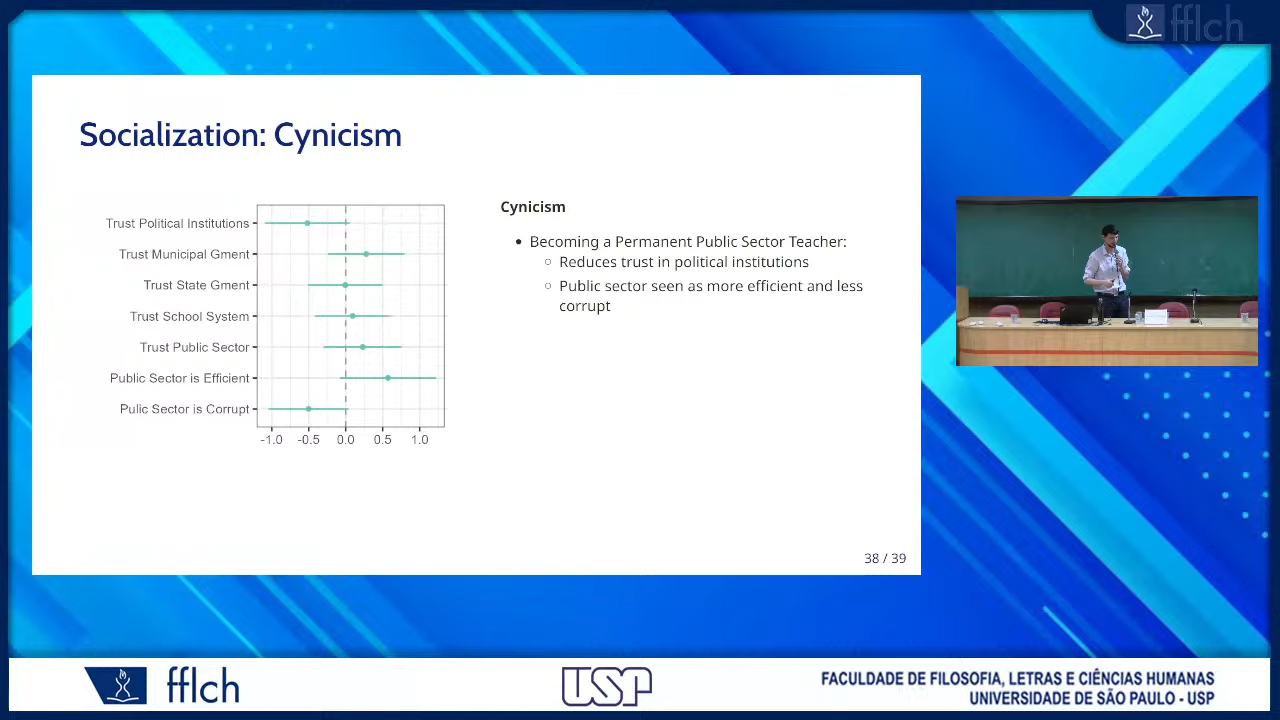 fflch
Socialization: Cynicism
Trust Political Institutions
Trust Municipal Gment
Trust State Gment
Trust School System
Trust Public Sector
Public Sector is Efficient
Pulic Sector is Corrupt
-1.0 -0.5 0.0 0.5 1.0
Cynicism
Becoming a Permanent Public Sector Teacher:
Reduces trust in political institutions
Public sector seen as more efficient and less
corrupt
38 / 39
fflch
USP
FACULDADE DE FILOSOFIA, LETRAS E CIÊNCIAS HUMANAS
UNIVERSIDADE DE SÃO PAULO - USP